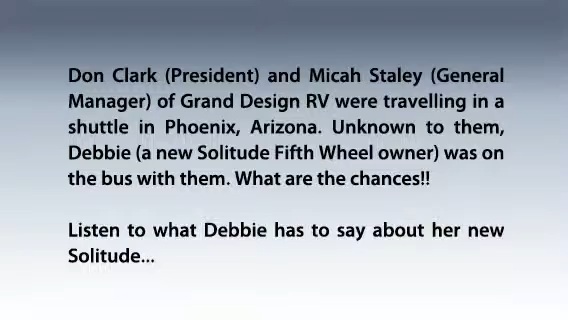 Don Clark (President) and Micah Staley (General
Manager) of Grand Design RV were travelling in a
shuttle in Phoenix, Arizona. Unknown to them,
Debbie (a new Solitude Fifth Wheel owner) was on
the bus with them. What are the chances!!
Listen to what Debbie has to say about her new
Solitude...